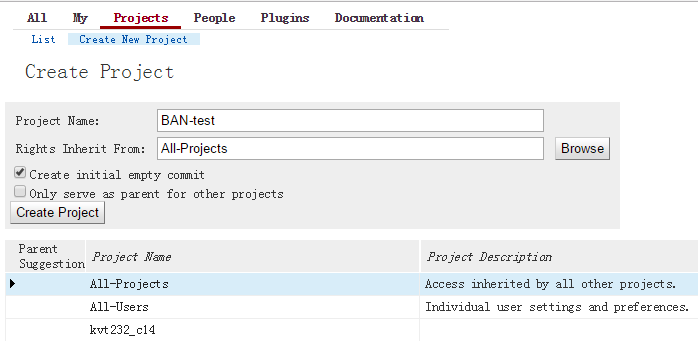 All My Projects People Plugins Documentation
List Create New Project
Create Project
Project Name: BAN-test
Rights Inherit From: All-Projects Browse
Create initial empty commit
Only serve as parent for other projects
Create Project
Parent Suggestion Project Name Project Description
All-Projects Access inherited by all other projects.
All-Users Individual user settings and preferences.
kvt232_c14